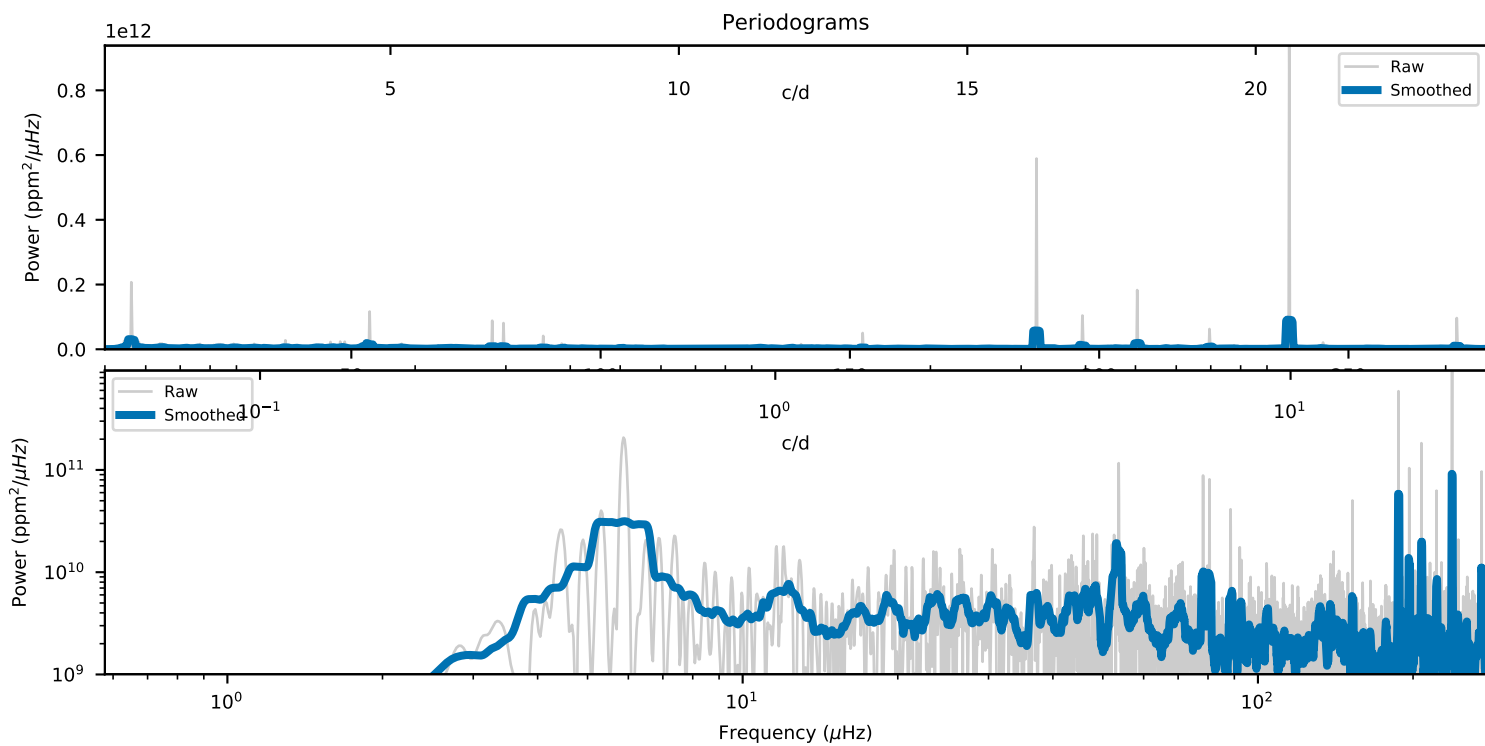 Periodograms
1e12
5 10 15 20
c/d
Raw
Smoothed
0.8
0.6
0.4
0.2
0.0
Power (ppm²/μHz)
Raw
Smoothed
10⁻¹ 10⁰ 10¹
c/d
10¹¹
10¹⁰
10⁹
Power (ppm²/μHz)
10⁰ 10¹ 10²
Frequency (μHz)